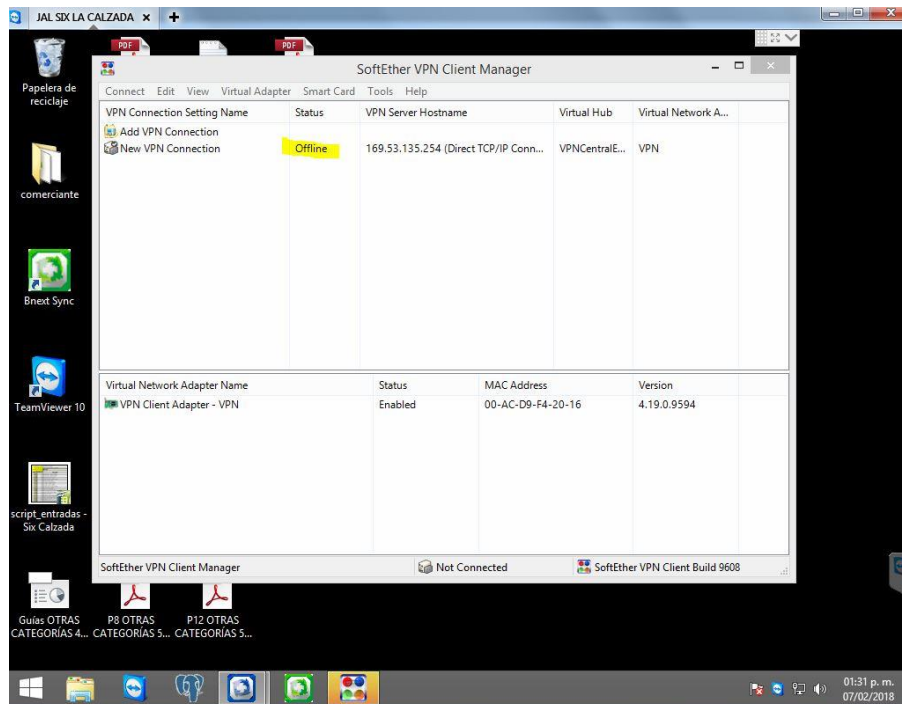 JAL SIX LA CALZADA
PDF
PDF
SoftEther VPN Client Manager
Connect Edit View Virtual Adapter Smart Card Tools Help
VPN Connection Setting Name Status VPN Server Hostname Virtual Hub Virtual Network A...
Add VPN Connection
New VPN Connection Offline 169.53.135.254 (Direct TCP/IP Conn... VPNCentralE... VPN
Virtual Network Adapter Name Status MAC Address Version
VPN Client Adapter - VPN Enabled 00-AC-D9-F4-20-16 4.19.0.9594
SoftEther VPN Client Manager Not Connected SoftEther VPN Client Build 9608
Papelera de
reciclaje
comerciante
Bnext Sync
TeamViewer 10
script_entradas -
Six Calzada
Guías OTRAS
CATEGORÍAS 4...
P8 OTRAS
CATEGORÍAS 5...
P12 OTRAS
CATEGORÍAS 5...
01:31 p. m.
07/02/2018